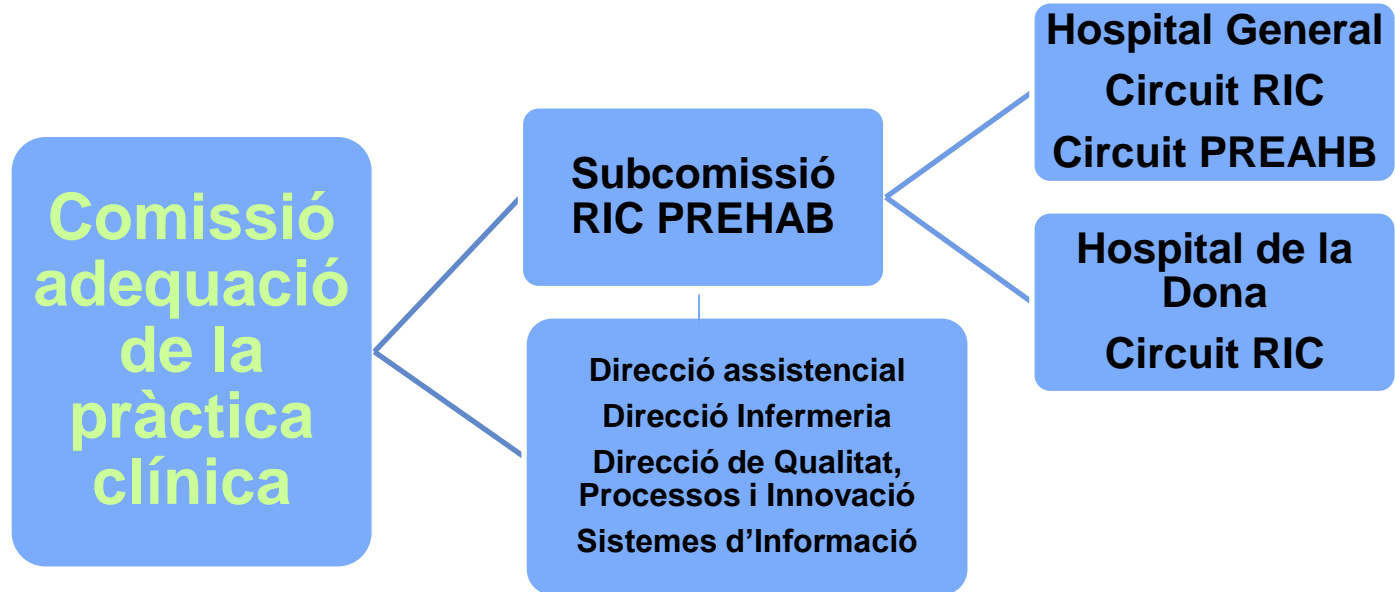 Comissió
adequació
de la
pràctica
clínica
Subcomissió
RIC PREHAB
Direcció assistencial
Direcció Infermeria
Direcció de Qualitat,
Processos i Innovació
Sistemes d’Informació
Hospital General
Circuit RIC
Circuit PREAHB
Hospital de la
Dona
Circuit RIC